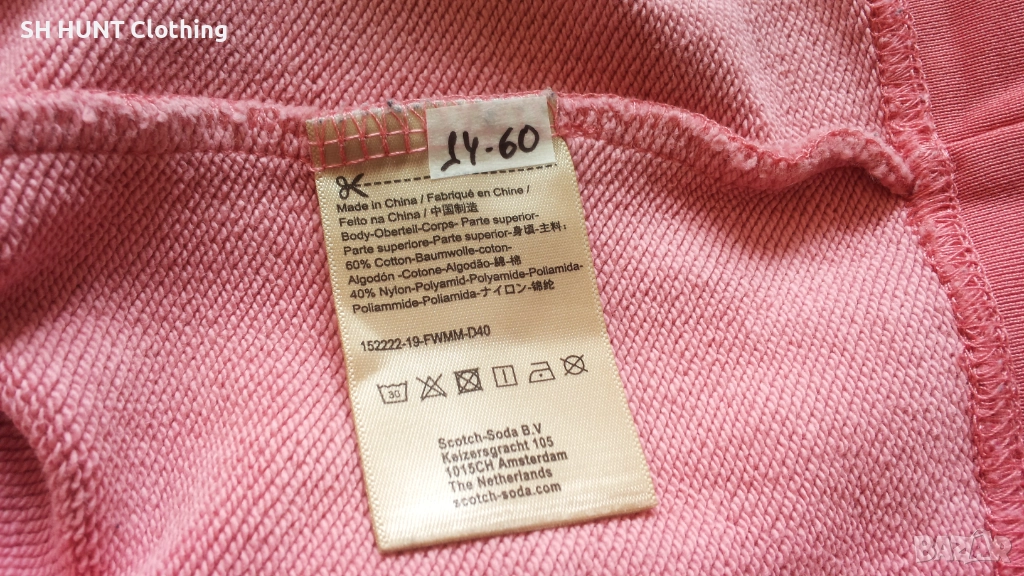 SH HUNT Clothing
14-60
Made in China / Fabriqué en Chine /
Feito na China / 中国制造
Body-Oberteil-Corps- Parte superior-
Parte superiore-Parte superior-身頃-主料:
60% Cotton-Baumwolle-coton-
Algodón -Cotone-Algodão-綿-棉
40% Nylon-Polyamid-Polyamide-Poliamida-
Poliammide-Poliamida-ナイロン-锦纶
152222-19-FWMM-D40
30
Scotch-Soda B.V
Keizersgracht 105
1015CH Amsterdam
The Netherlands
scotch-soda.com